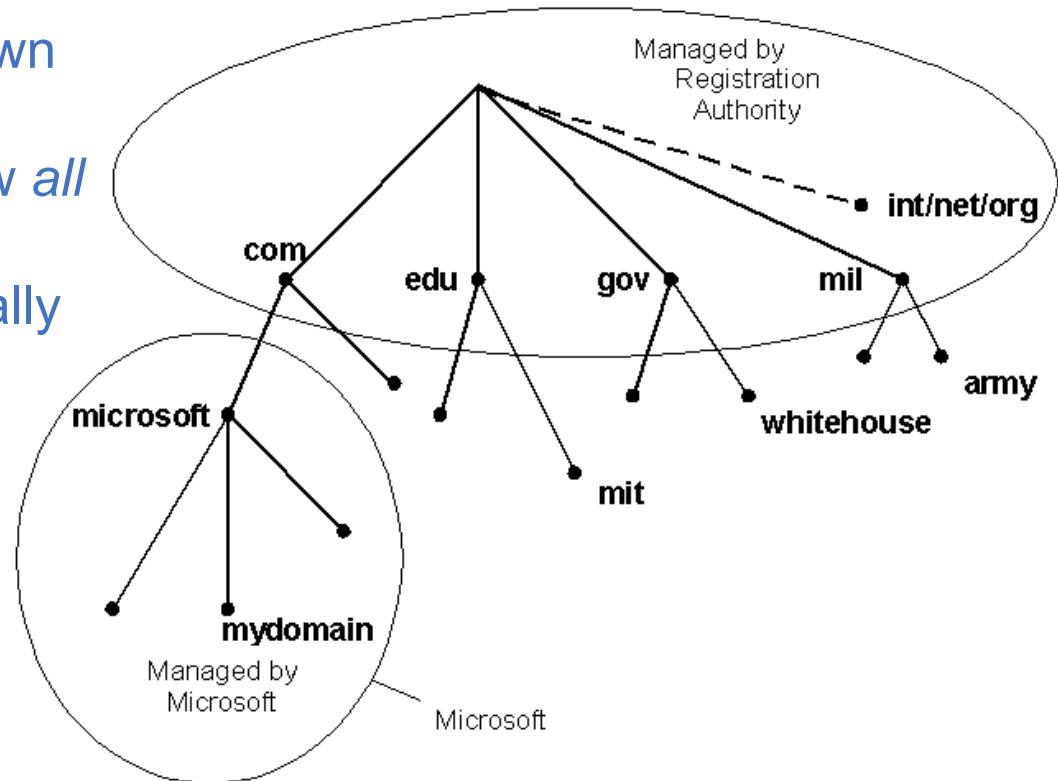 wn
w all
ally
Managed by
Registration
Authority
int/net/org
com
edu
gov
mil
army
microsoft
whitehouse
mit
mydomain
Managed by
Microsoft
Microsoft